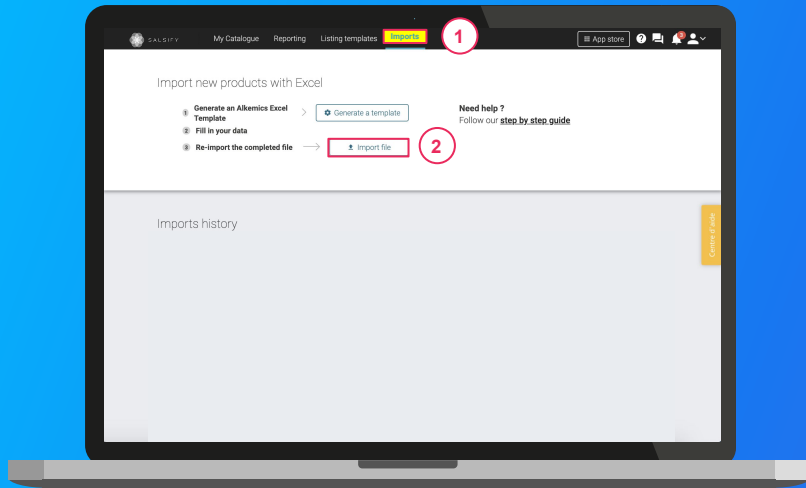 SALSIFY My Catalogue Reporting Listing templates Imports 1 App store 3
Import new products with Excel
1 Generate an Alkemics Excel Template
Generate a template
2 Fill in your data
3 Re-import the completed file
Import file 2
Need help ?
Follow our step by step guide
Imports history
Centre d'aide